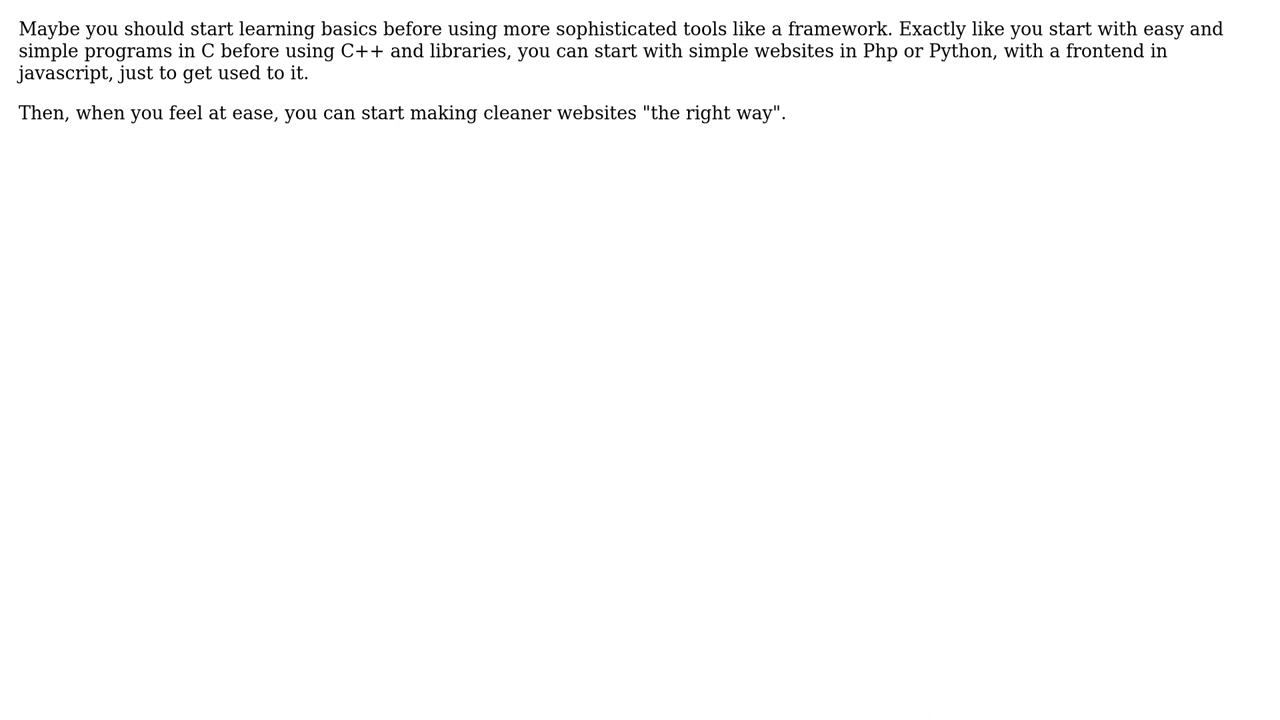 Maybe you should start learning basics before using more sophisticated tools like a framework. Exactly like you start with easy and
simple programs in C before using C++ and libraries, you can start with simple websites in Php or Python, with a frontend in
javascript, just to get used to it.
Then, when you feel at ease, you can start making cleaner websites "the right way".